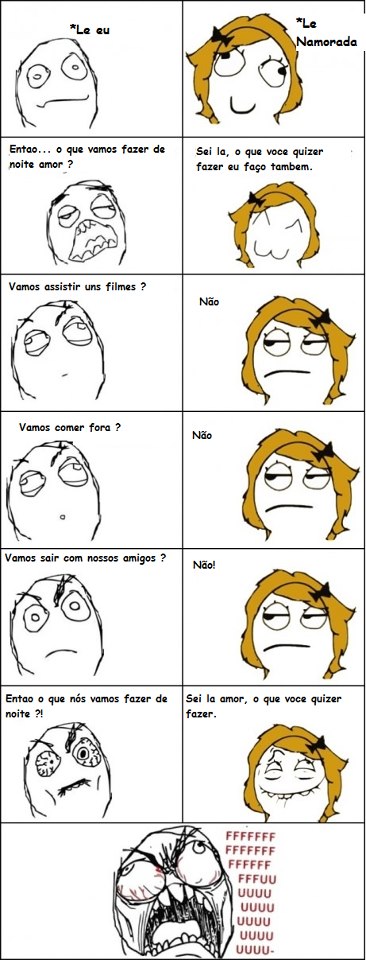 *Le eu
*Le
Namorada
Entao... o que vamos fazer de
noite amor ?
Sei la, o que voce quizer
fazer eu faço tambem.
Vamos assistir uns filmes ?
Não
Vamos comer fora ?
Não
Vamos sair com nossos amigos ?
Não!
Entao o que nós vamos fazer de
noite ?!
Sei la amor, o que voce quizer
fazer.
FFFFFFF
FFFFFFF
FFFFFF
FFFUU
UUUU
UUUU
UUUU
UUUU
UUUU-